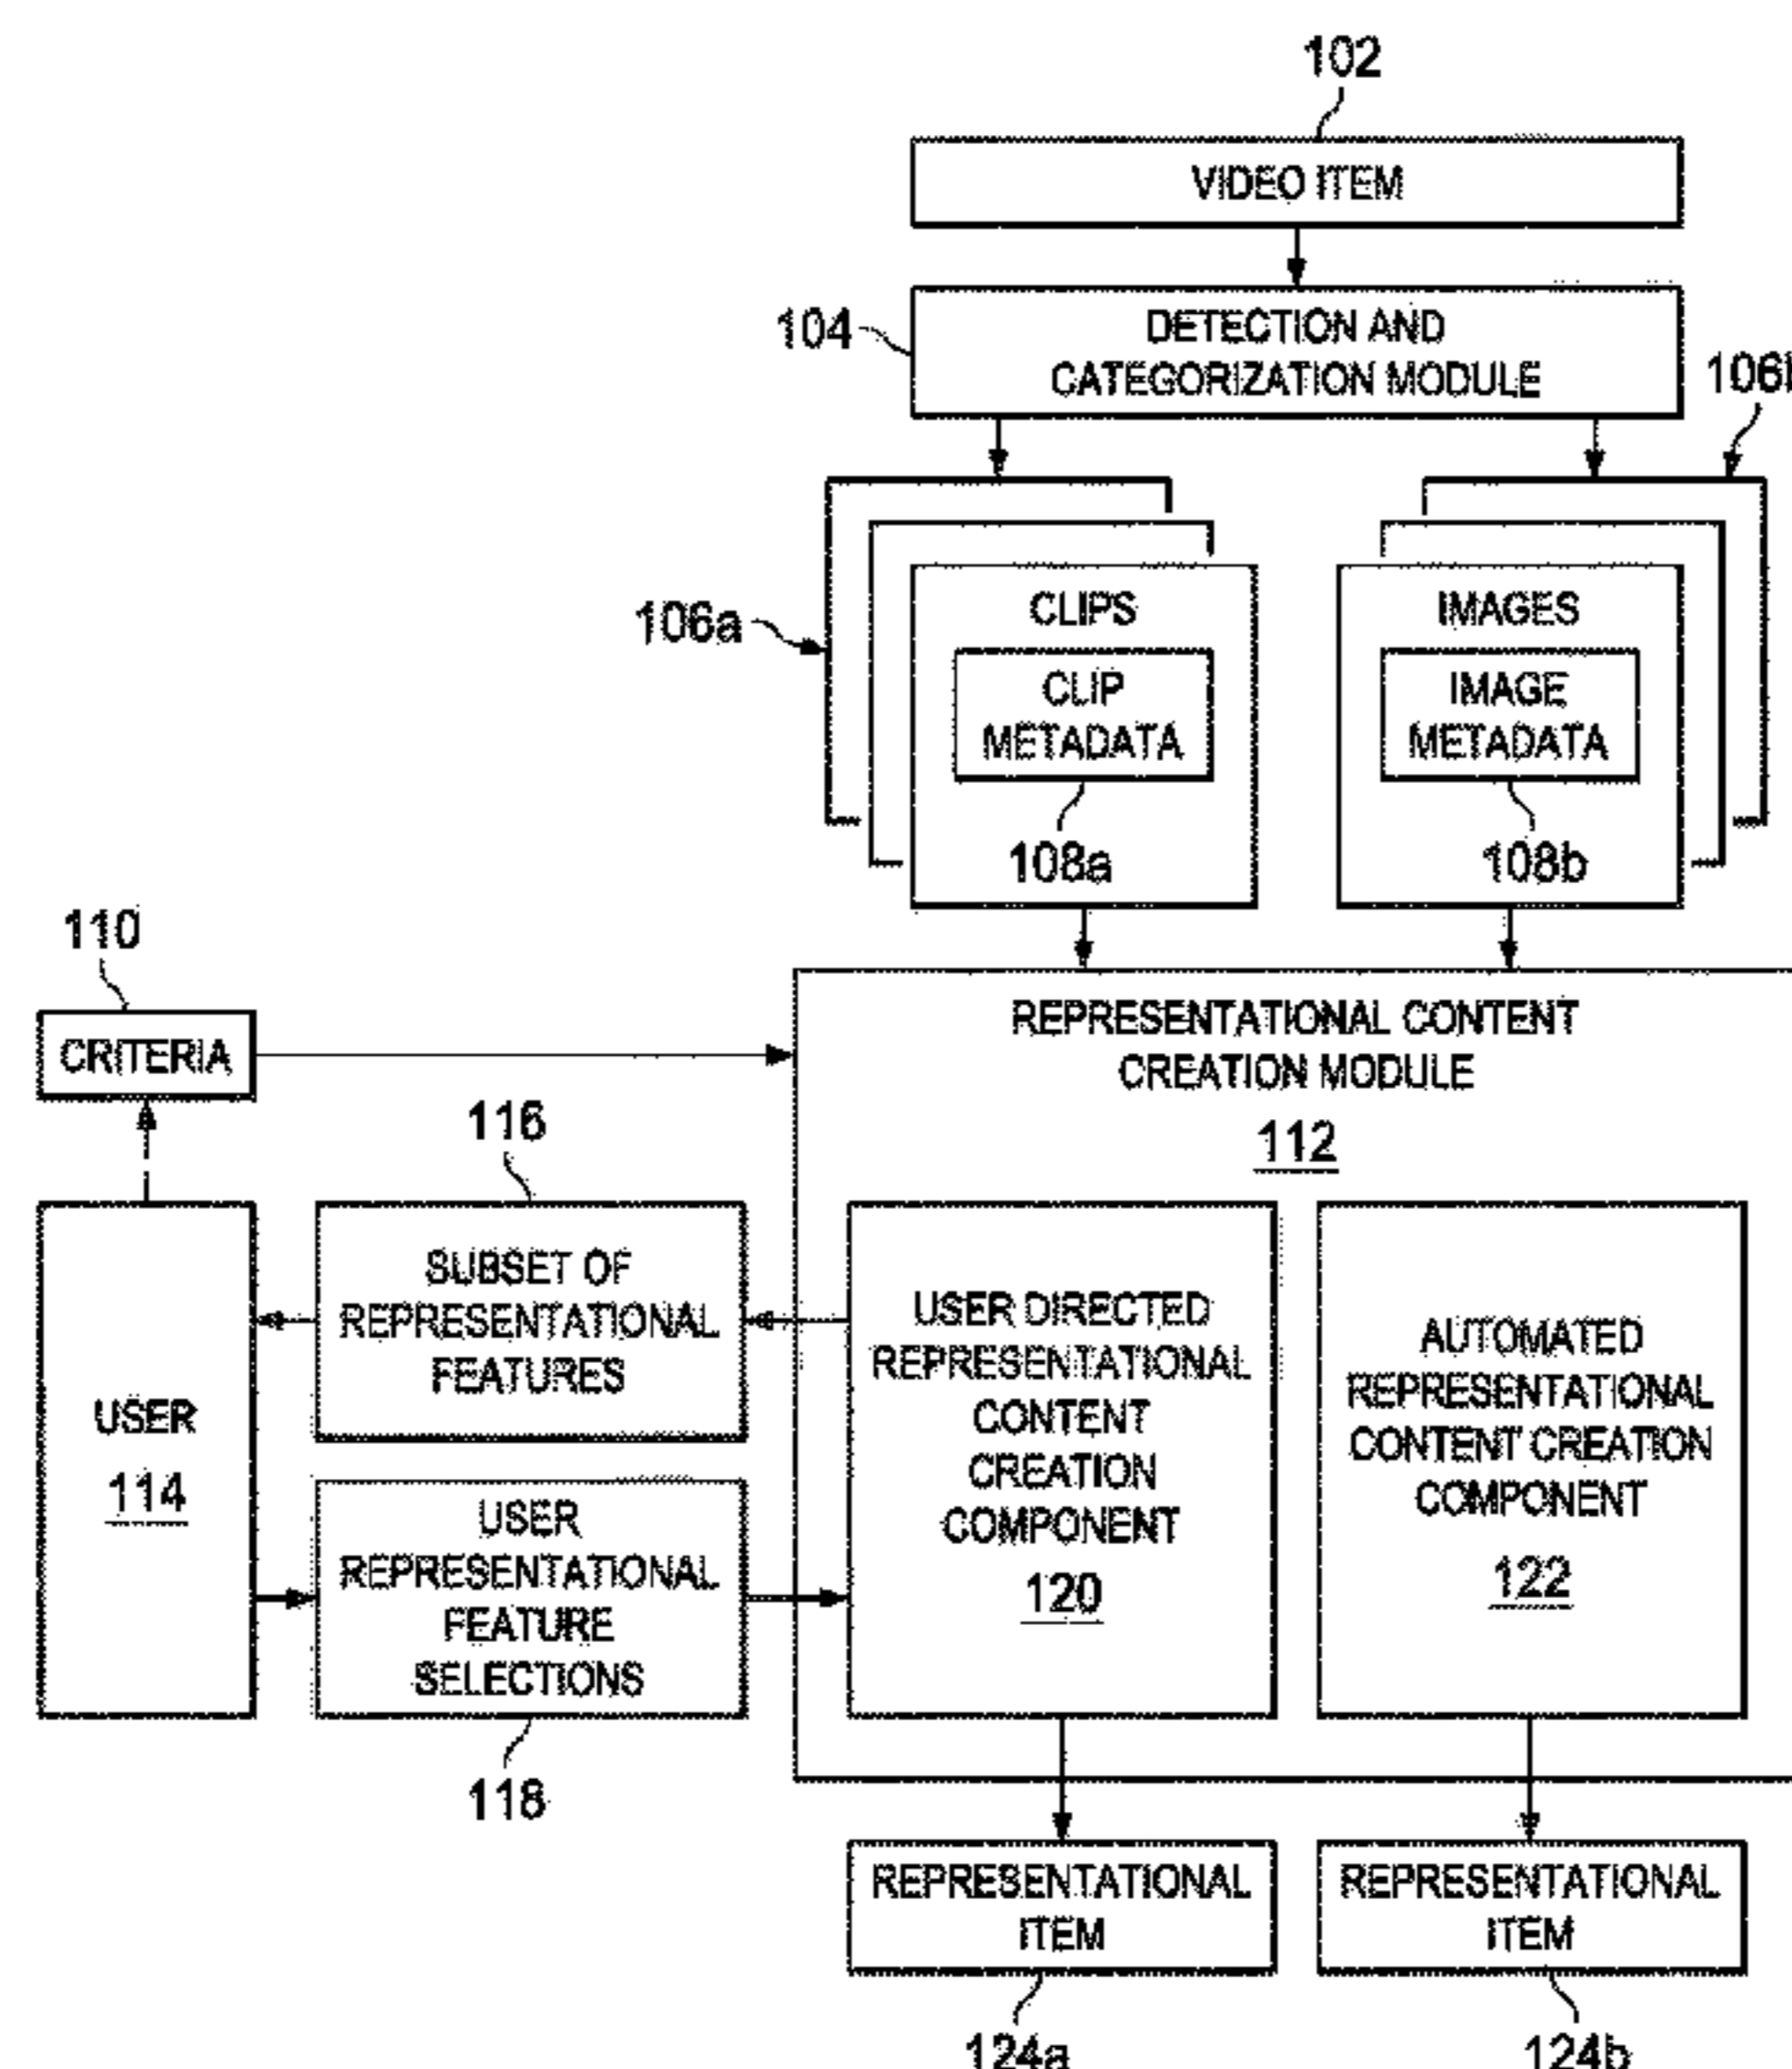 102
VIDEO ITEM
104
DETECTION AND
CATEGORIZATION MODULE
106a
CLIPS
CLIP
METADATA
108a
IMAGES
IMAGE
METADATA
108b
110
CRITERIA
REPRESENTATIONAL CONTENT
CREATION MODULE
112
116
SUBSET OF
REPRESENTATIONAL
FEATURES
USER
114
USER
REPRESENTATIONAL
FEATURE
SELECTIONS
118
USER DIRECTED
REPRESENTATIONAL
CONTENT
CREATION
COMPONENT
120
AUTOMATED
REPRESENTATIONAL
CONTENT CREATION
COMPONENT
122
REPRESENTATIONAL
ITEM
124a
REPRESENTATIONAL
ITEM
124b